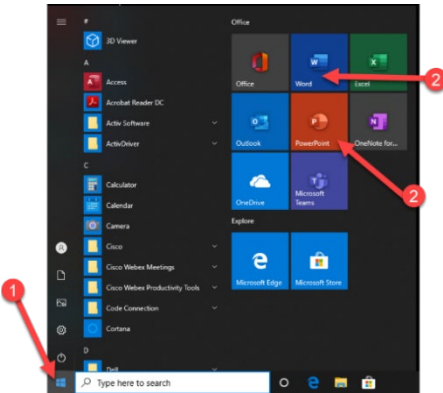 #
3D Viewer
A
Access
Acrobat Reader DC
Activ Software
ActivDriver
C
Calculator
Calendar
Camera
Cisco
Cisco Webex Meetings
Cisco Webex Productivity Tools
Code Connection
Cortana
D
Dell
Office
Office
Word
Excel
Outlook
PowerPoint
OneNote for...
OneDrive
Microsoft
Teams
Explore
Microsoft Edge
Microsoft Store
2
2
1
Type here to search